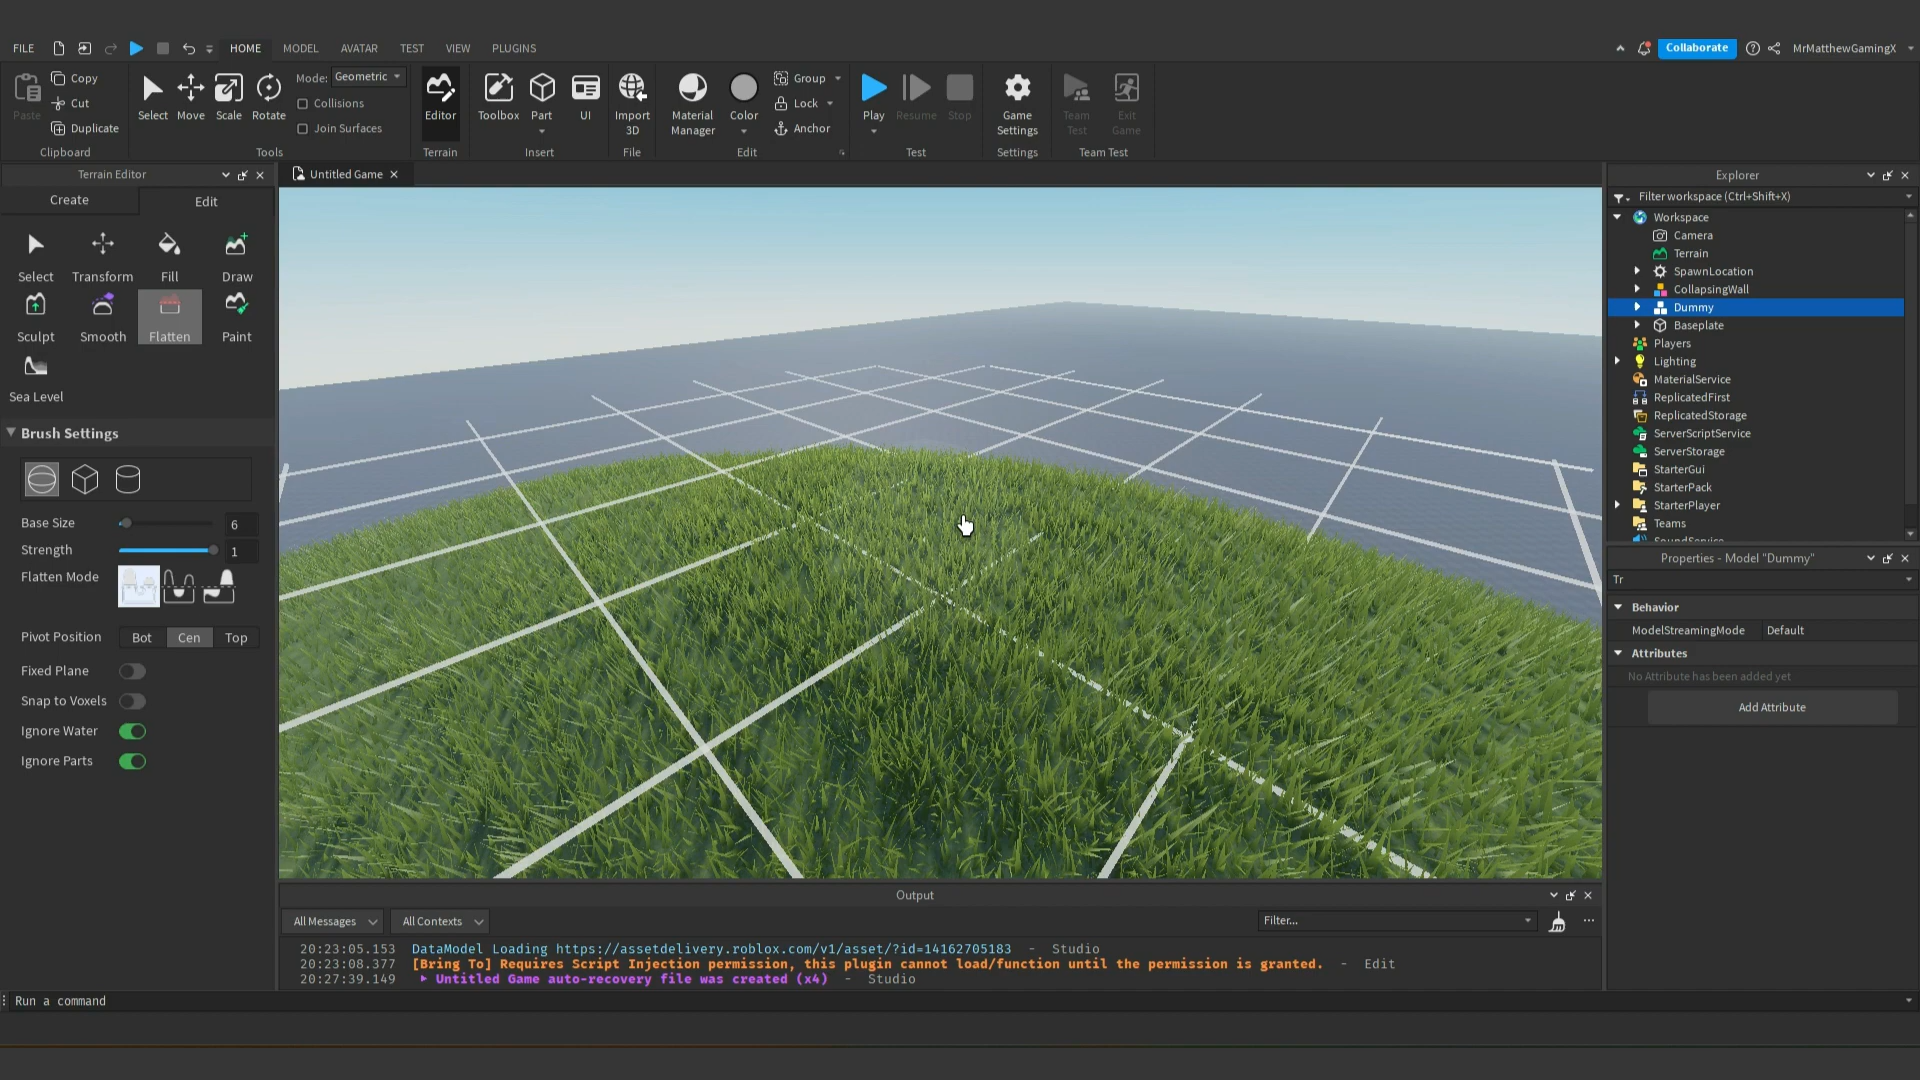 FILE HOME MODEL AVATAR TEST VIEW PLUGINS Collaborate MrMatthewGamingX
Paste Copy Cut Duplicate Clipboard
Select Move Scale Rotate Mode: Geometric Collisions Join Surfaces Tools
Editor Terrain
Toolbox Part UI Insert
Import 3D File
Material Manager Color Group Lock Anchor Edit
Play Resume Stop Test
Game Settings Settings
Team Test Exit Game Team Test
Terrain Editor
Create Edit
Select Transform Fill Draw
Sculpt Smooth Flatten Paint
Sea Level
Brush Settings
Base Size 6
Strength 1
Flatten Mode
Pivot Position Bot Cen Top
Fixed Plane
Snap to Voxels
Ignore Water
Ignore Parts
Untitled Game
Explorer
Filter workspace (Ctrl+Shift+X)
Workspace
Camera
Terrain
SpawnLocation
CollapsingWall
Dummy
Baseplate
Players
Lighting
MaterialService
ReplicatedFirst
ReplicatedStorage
ServerScriptService
ServerStorage
StarterGui
StarterPack
StarterPlayer
Teams
SoundService
Properties - Model "Dummy"
Tr
Behavior
ModelStreamingMode Default
Attributes
No Attribute has been added yet
Add Attribute
Output
All Messages All Contexts Filter...
20:23:05.153 DataModel Loading https://assetdelivery.roblox.com/v1/asset/?id=14162705183 - Studio
20:23:08.377 [Bring To] Requires Script Injection permission, this plugin cannot load/function until the permission is granted. - Edit
20:27:39.149 Untitled Game auto-recovery file was created (x4) - Studio
Run a command